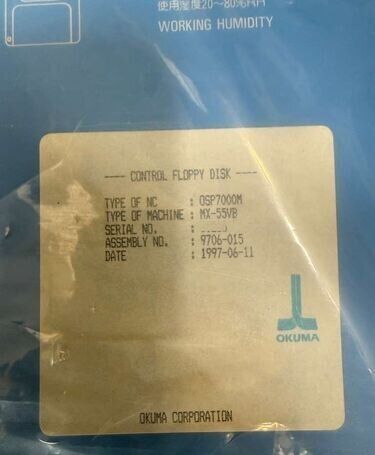 使用湿度20～80%RH
WORKING HUMIDITY
---- CONTROL FLOPPY DISK ----
TYPE OF NC : OSP7000M
TYPE OF MACHINE : MX-55VB
SERIAL NO. :
ASSEMBLY NO. : 9706-015
DATE : 1997-06-11
OKUMA
OKUMA CORPORATION